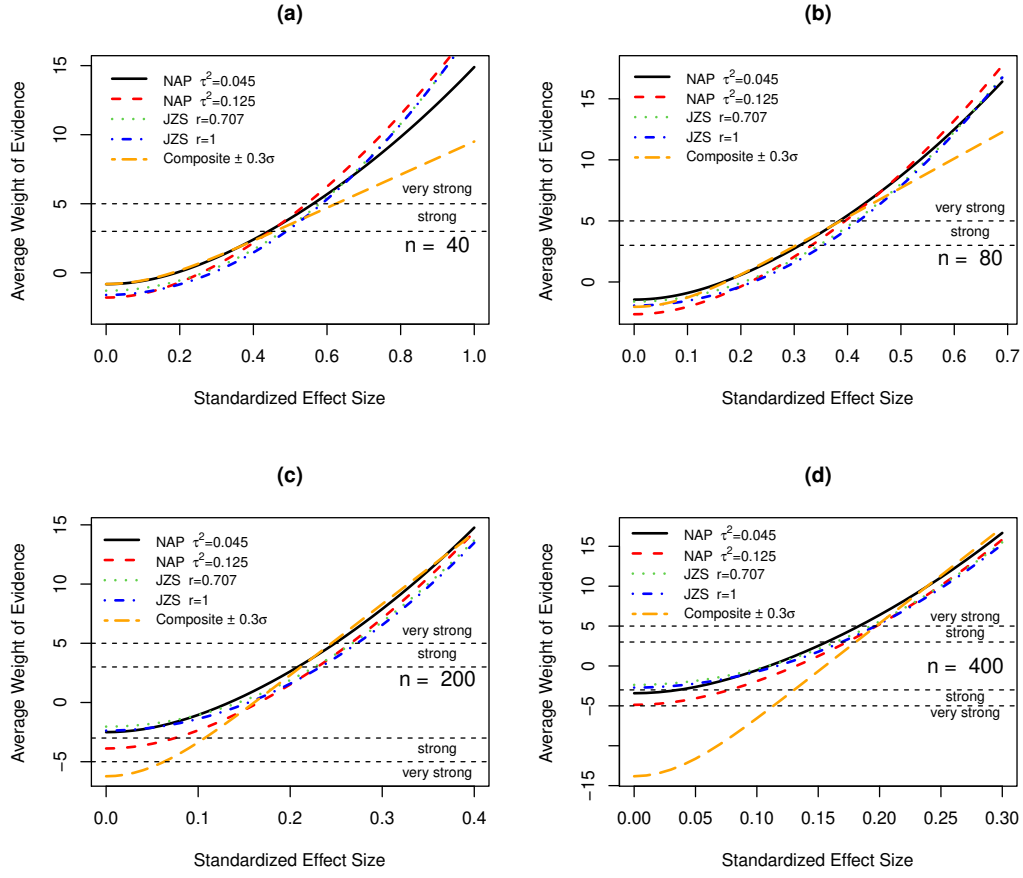 (a)
Average Weight of Evidence
15
10
5
0
NAP τ²=0.045
NAP τ²=0.125
JZS r=0.707
JZS r=1
Composite ± 0.3σ
very strong
strong
n = 40
0.0 0.2 0.4 0.6 0.8 1.0
Standardized Effect Size
(b)
Average Weight of Evidence
15
10
5
0
NAP τ²=0.045
NAP τ²=0.125
JZS r=0.707
JZS r=1
Composite ± 0.3σ
very strong
strong
n = 80
0.0 0.1 0.2 0.3 0.4 0.5 0.6 0.7
Standardized Effect Size
(c)
Average Weight of Evidence
15
10
5
0
−5
NAP τ²=0.045
NAP τ²=0.125
JZS r=0.707
JZS r=1
Composite ± 0.3σ
very strong
strong
n = 200
strong
very strong
0.0 0.1 0.2 0.3 0.4
Standardized Effect Size
(d)
Average Weight of Evidence
15
10
5
0
−5
−15
NAP τ²=0.045
NAP τ²=0.125
JZS r=0.707
JZS r=1
Composite ± 0.3σ
very strong
strong
n = 400
strong
very strong
0.00 0.05 0.10 0.15 0.20 0.25 0.30
Standardized Effect Size